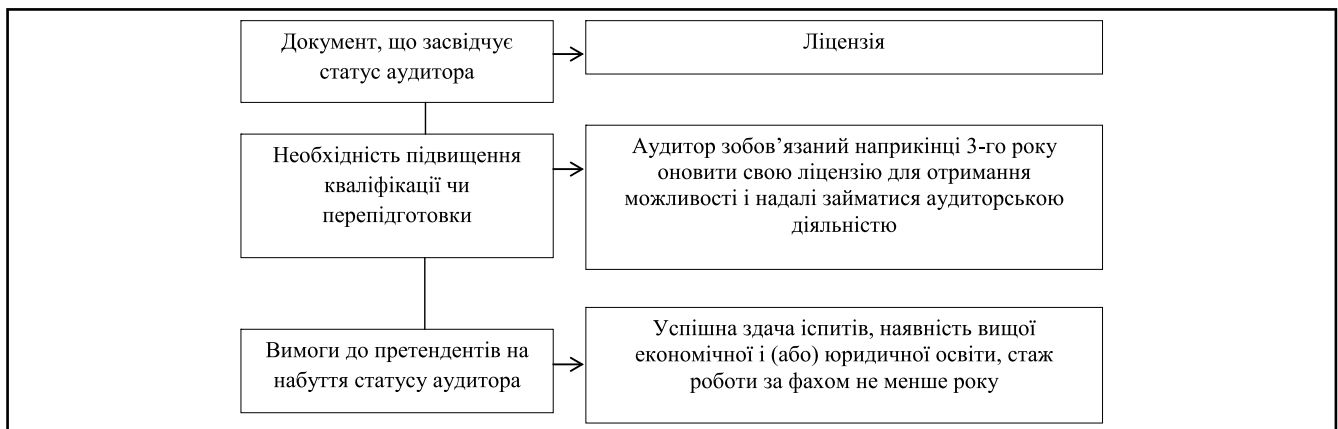 Документ, що засвідчує
статус аудитора
Ліцензія
Необхідність підвищення
кваліфікації чи
перепідготовки
Аудитор зобов’язаний наприкінці 3-го року
оновити свою ліцензію для отримання
можливості і надалі займатися аудиторською
діяльністю
Вимоги до претендентів на
набуття статусу аудитора
Успішна здача іспитів, наявність вищої
економічної і (або) юридичної освіти, стаж
роботи за фахом не менше року